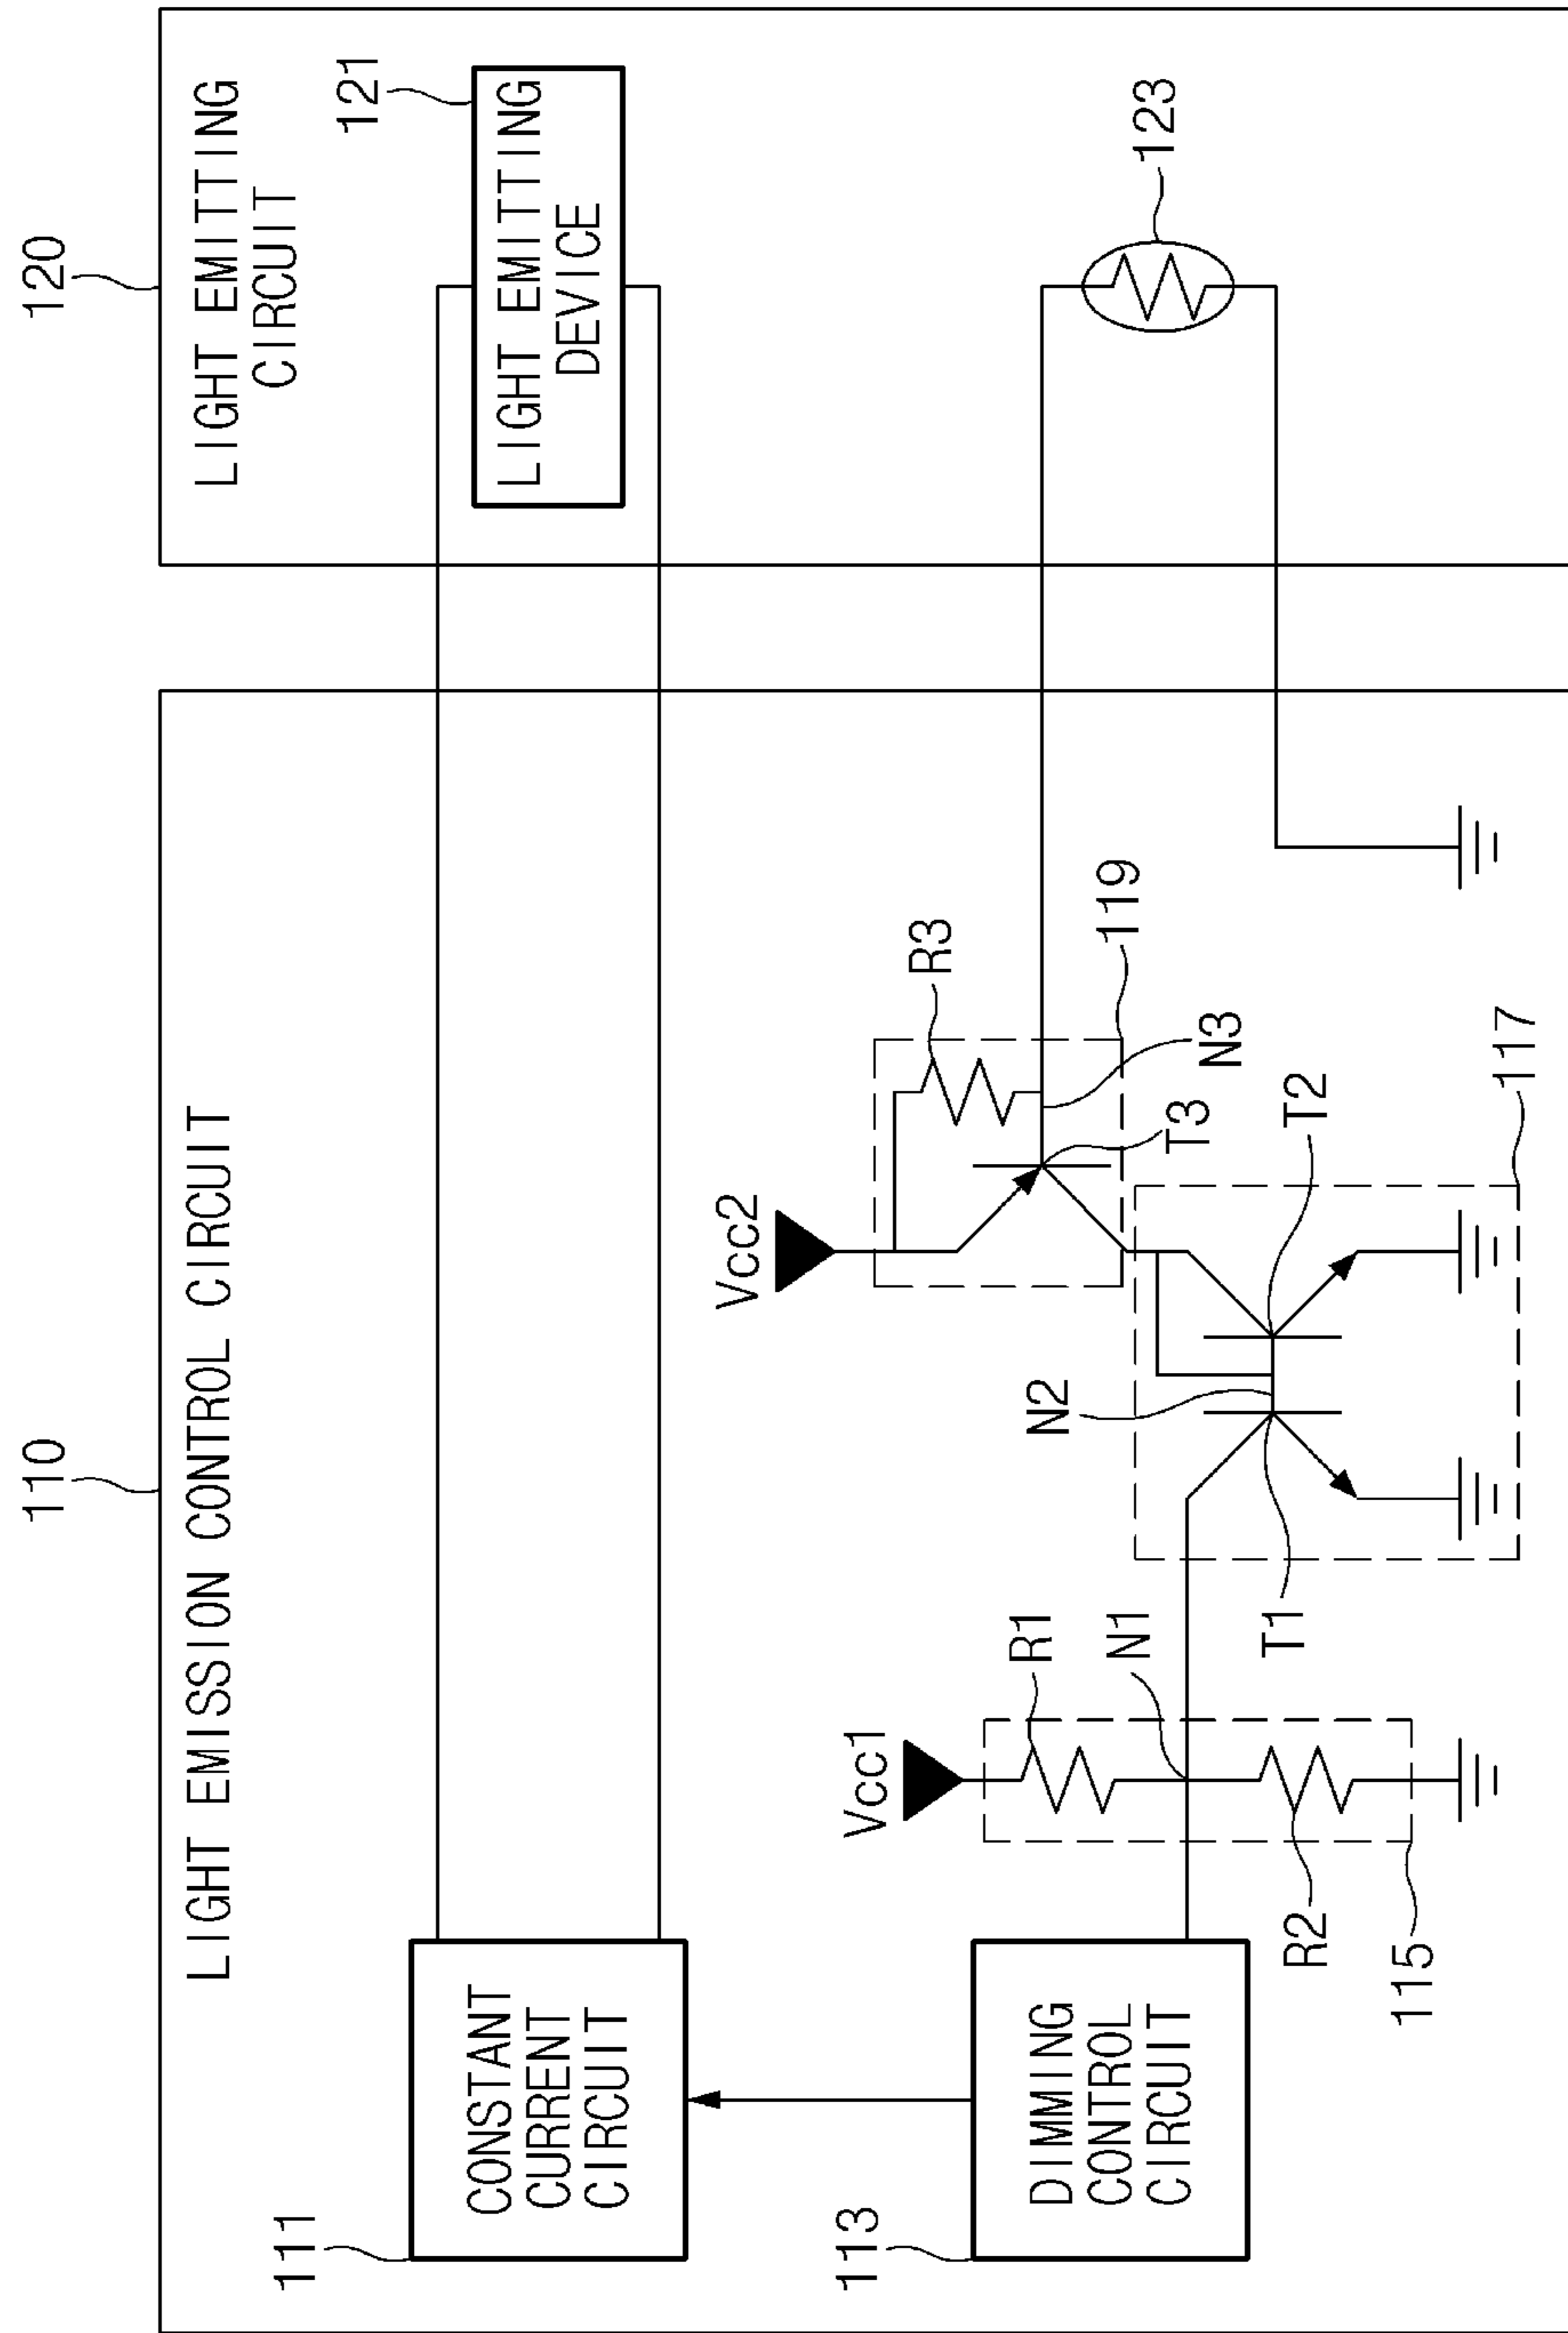 110
120
LIGHT EMISSION CONTROL CIRCUIT
LIGHT EMITTING
CIRCUIT
111
CONSTANT
CURRENT
CIRCUIT
121
LIGHT EMITTING
DEVICE
Vcc2
R3
113
DIMMING
CONTROL
CIRCUIT
Vcc1
R1
N1
N2
119
123
T3
N3
T1
T2
R2
115
117